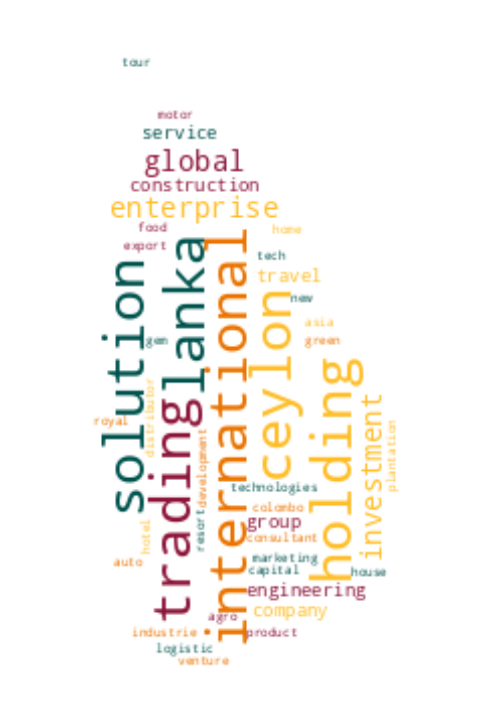 tour
motor
service
global
construction
enterprise
food
home
export
tech
travel
new
asia
gem
green
solution
lanka
international
ceylon
holding
trading
distributor
investment
royal
plantation
development
technologies
resort
colombo
group
hotel
consultant
marketing
auto
capital
house
engineering
company
agro
industrie
product
logistic
venture